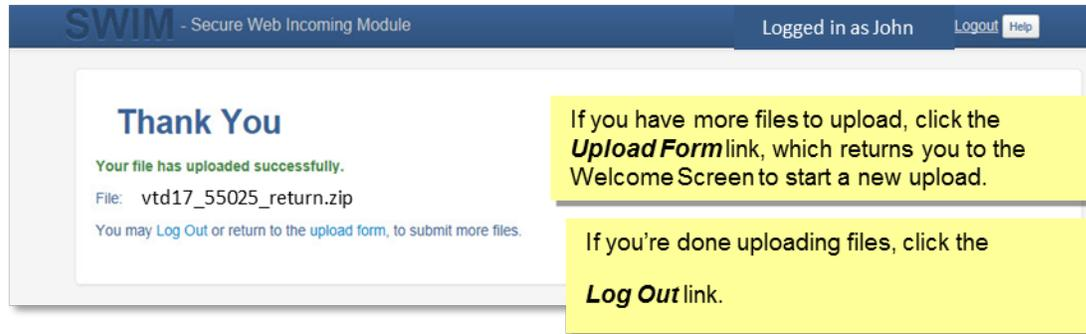 SWIM - Secure Web Incoming Module
Logged in as John
Logout Help
Thank You
Your file has uploaded successfully.
File: vtd17_55025_return.zip
You may Log Out or return to the upload form, to submit more files.
If you have more files to upload, click the
Upload Form link, which returns you to the
Welcome Screen to start a new upload.
If you’re done uploading files, click the
Log Out link.